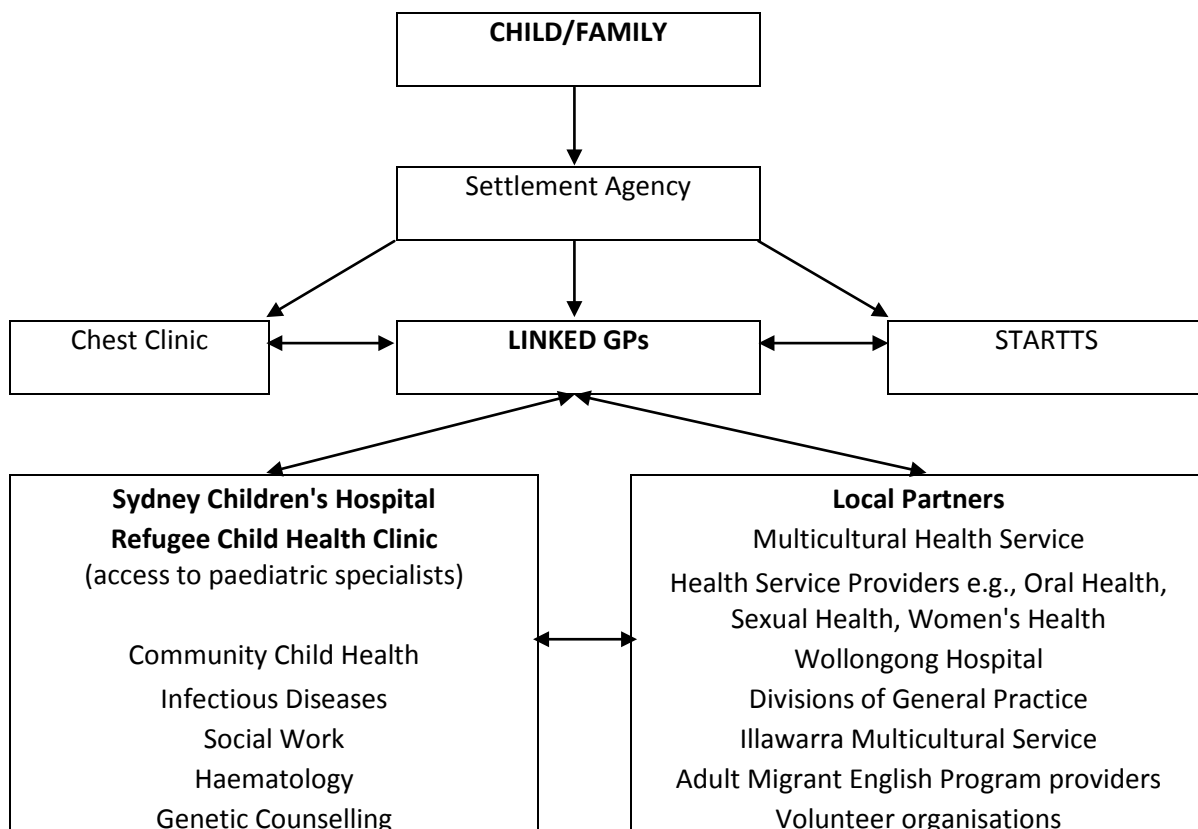 CHILD/FAMILY
Settlement Agency
Chest Clinic
LINKED GPs
STARTTS
Sydney Children's Hospital
Refugee Child Health Clinic
(access to paediatric specialists)
Community Child Health
Infectious Diseases
Social Work
Haematology
Genetic Counselling
Local Partners
Multicultural Health Service
Health Service Providers e.g., Oral Health,
Sexual Health, Women's Health
Wollongong Hospital
Divisions of General Practice
Illawarra Multicultural Service
Adult Migrant English Program providers
Volunteer organisations